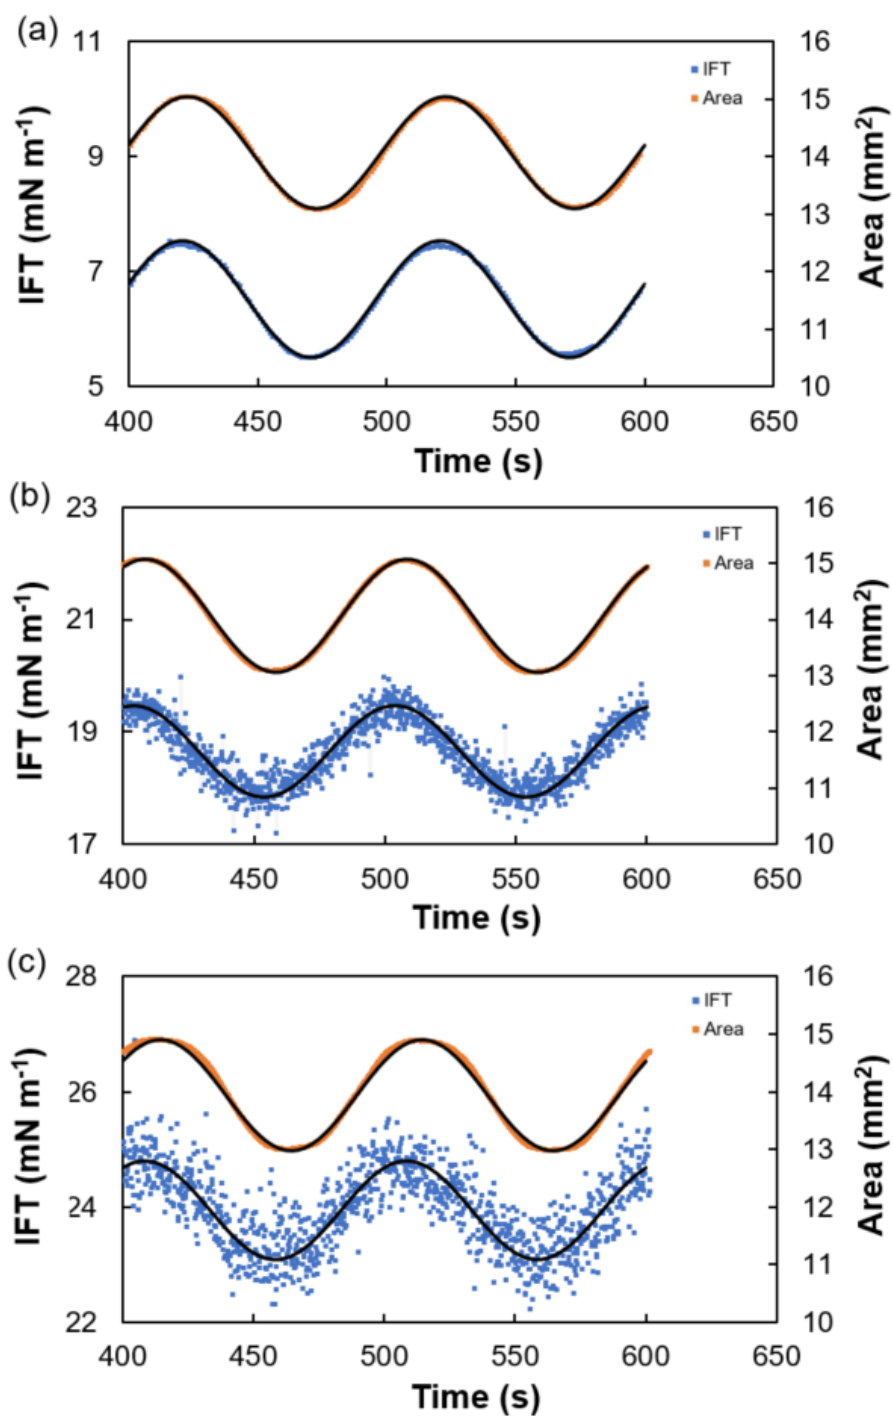 (a)
11
9
7
5
IFT (mN m⁻¹)
16
15
14
13
12
11
10
Area (mm²)
IFT
Area
400 450 500 550 600 650
Time (s)
(b)
23
21
19
17
IFT (mN m⁻¹)
16
15
14
13
12
11
10
Area (mm²)
IFT
Area
400 450 500 550 600 650
Time (s)
(c)
28
26
24
22
IFT (mN m⁻¹)
16
15
14
13
12
11
10
Area (mm²)
IFT
Area
400 450 500 550 600 650
Time (s)